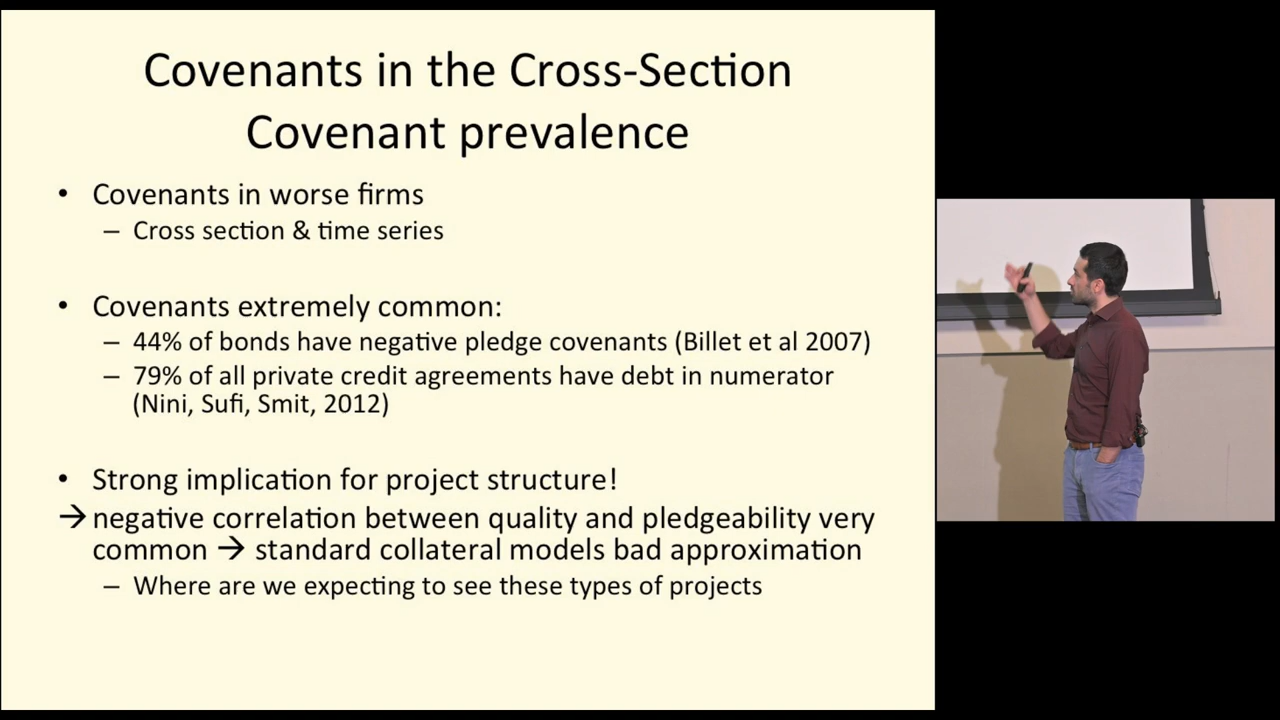 Covenants in the Cross-Section
Covenant prevalence
• Covenants in worse firms
– Cross section & time series
• Covenants extremely common:
– 44% of bonds have negative pledge covenants (Billet et al 2007)
– 79% of all private credit agreements have debt in numerator
(Nini, Sufi, Smit, 2012)
• Strong implication for project structure!
→ negative correlation between quality and pledgeability very
common → standard collateral models bad approximation
– Where are we expecting to see these types of projects